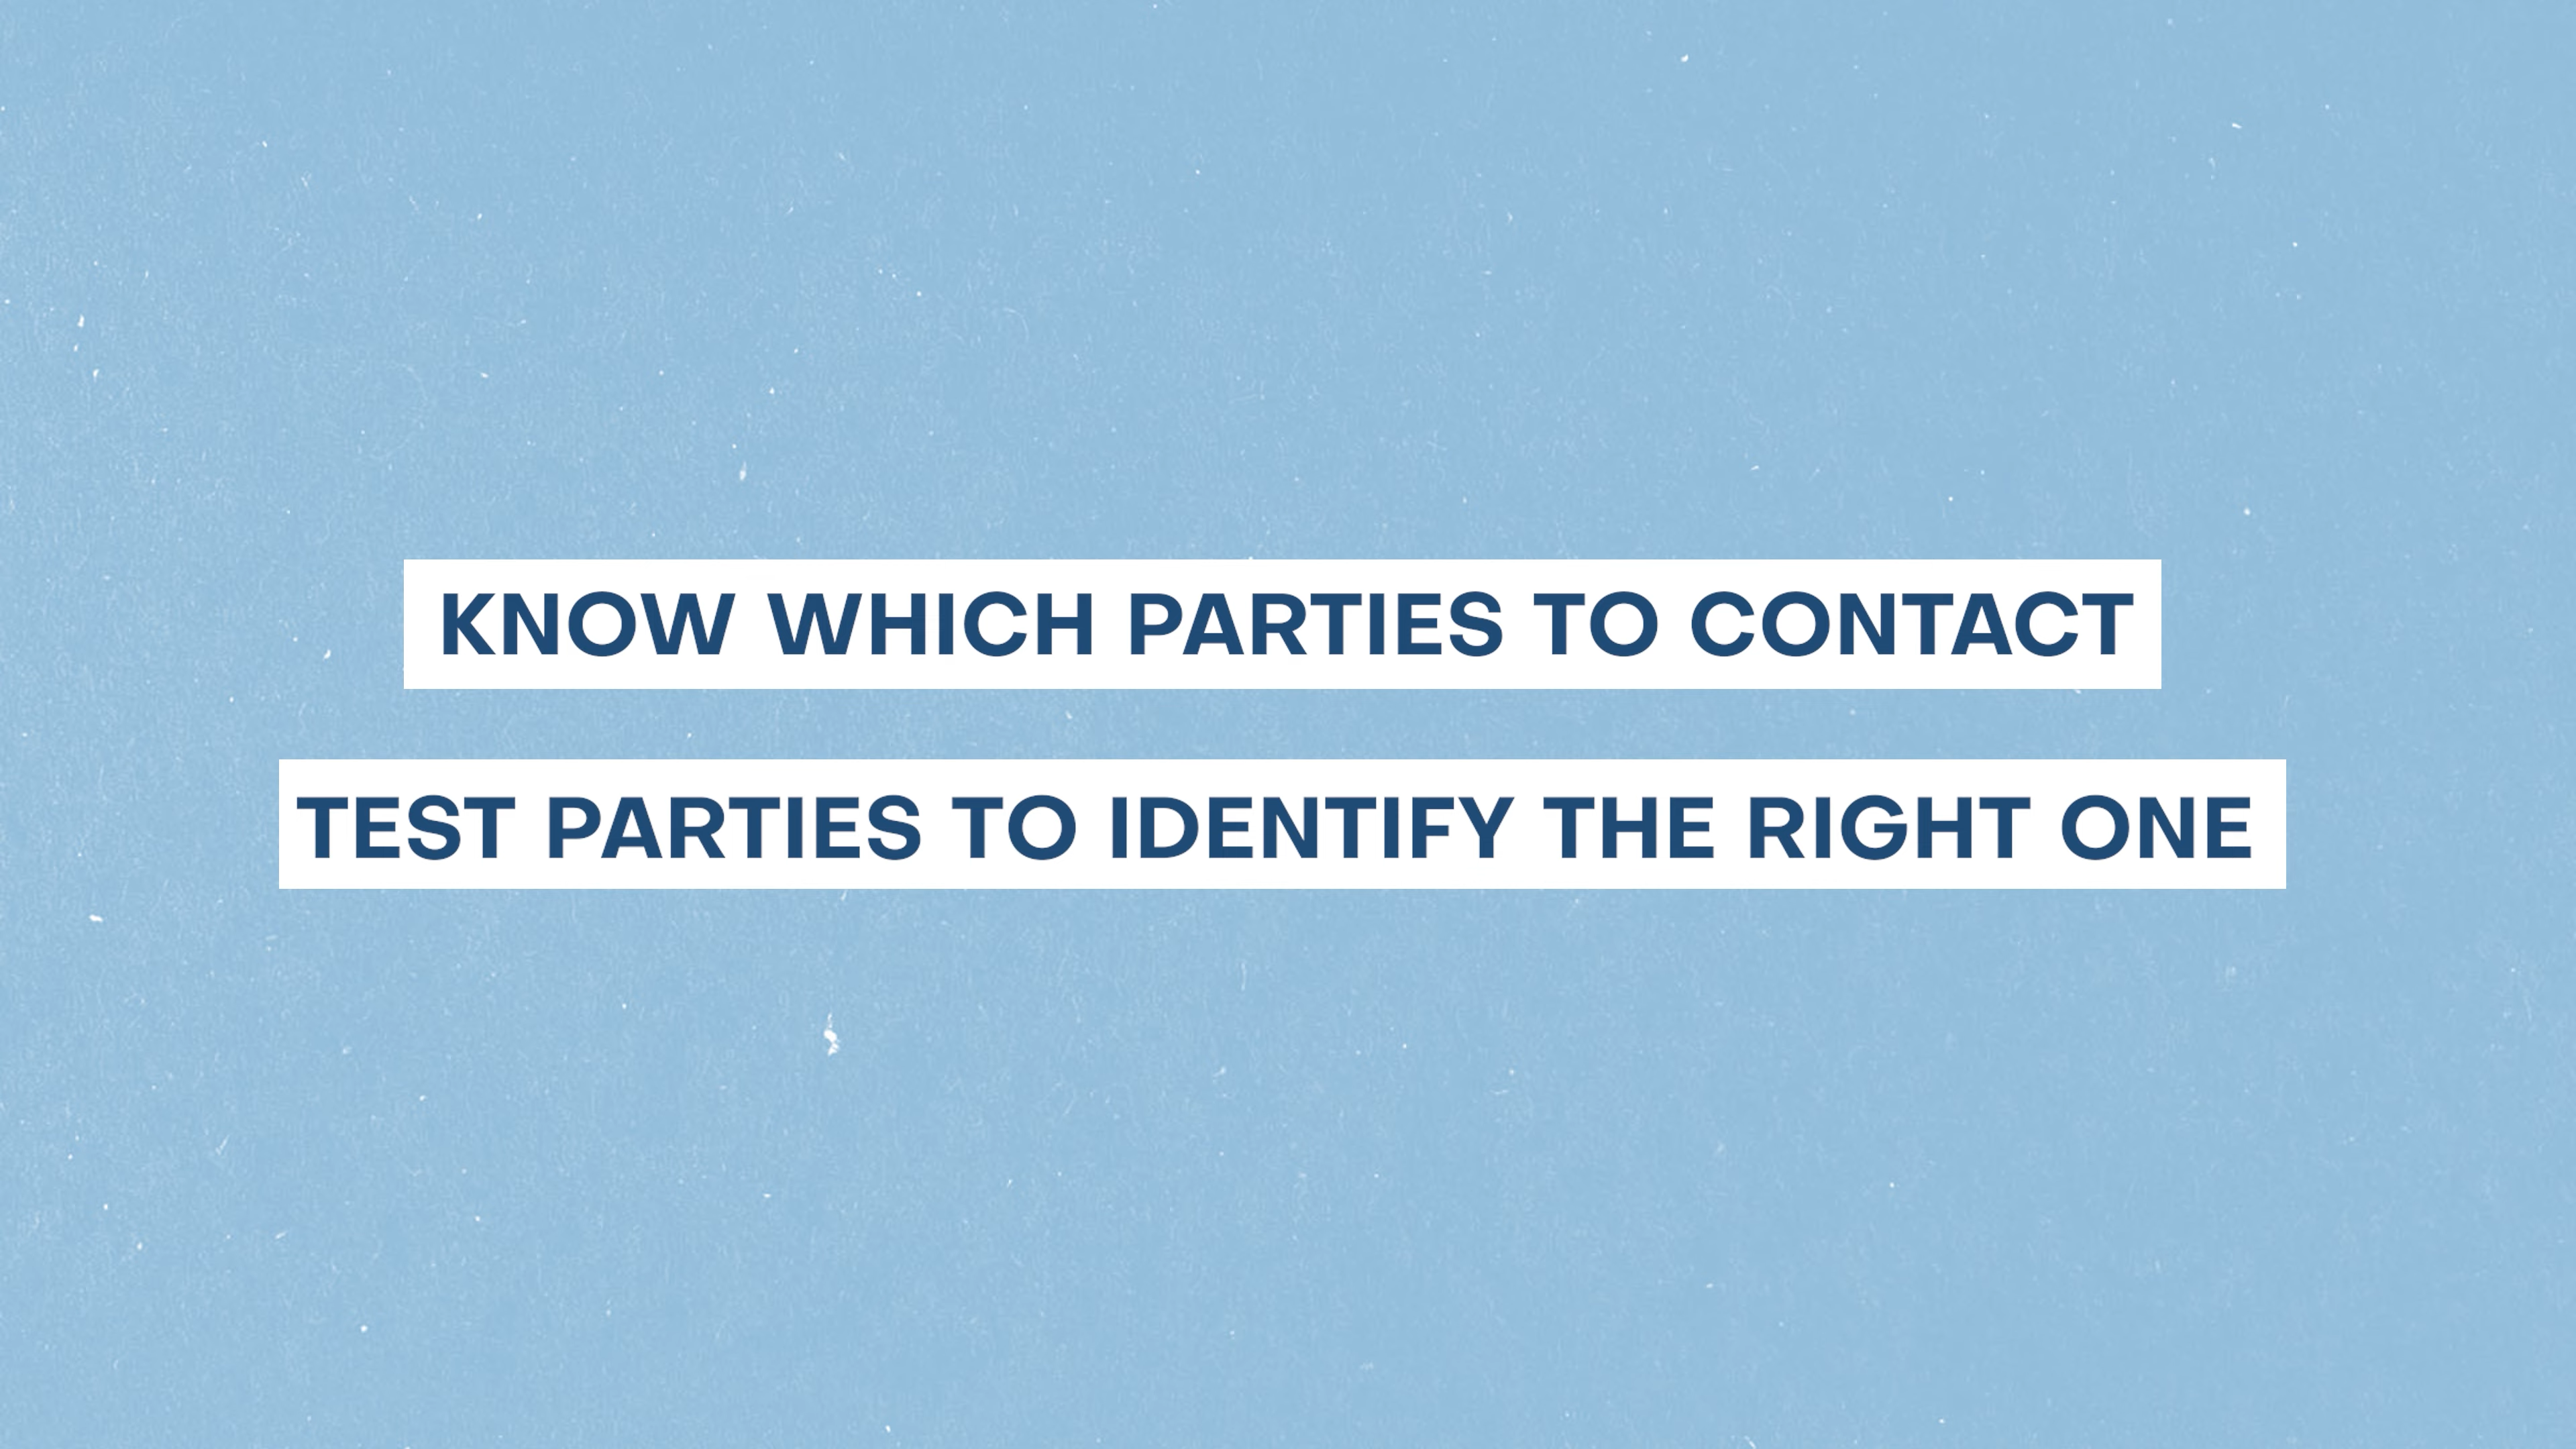 KNOW WHICH PARTIES TO CONTACT
TEST PARTIES TO IDENTIFY THE RIGHT ONE